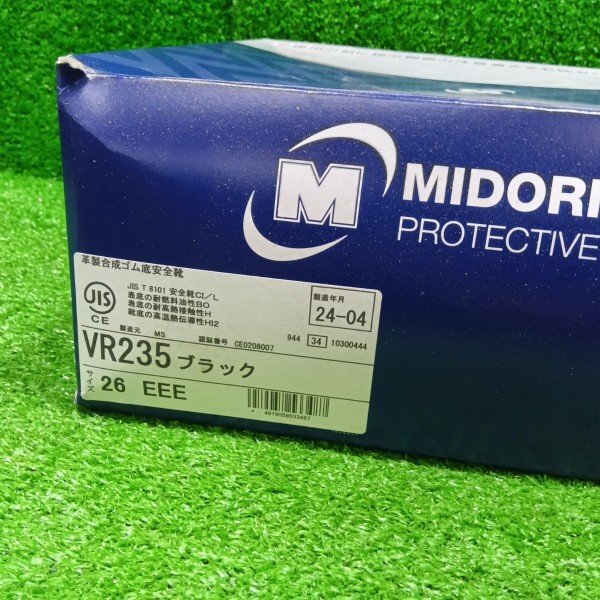 M
MIDORI
PROTECTIVE
革製合成ゴム底安全靴
JIS
CE
JIS T 8101 安全靴CI/L
表底の耐燃料油性BO
表底の耐高熱接触性H
靴底の高温熱伝導性HI2
製造年月
24-04
製造元 MS 認証番号 CE0208007 944 34 10300444
VR235 ブラック
サイズ 26 EEE